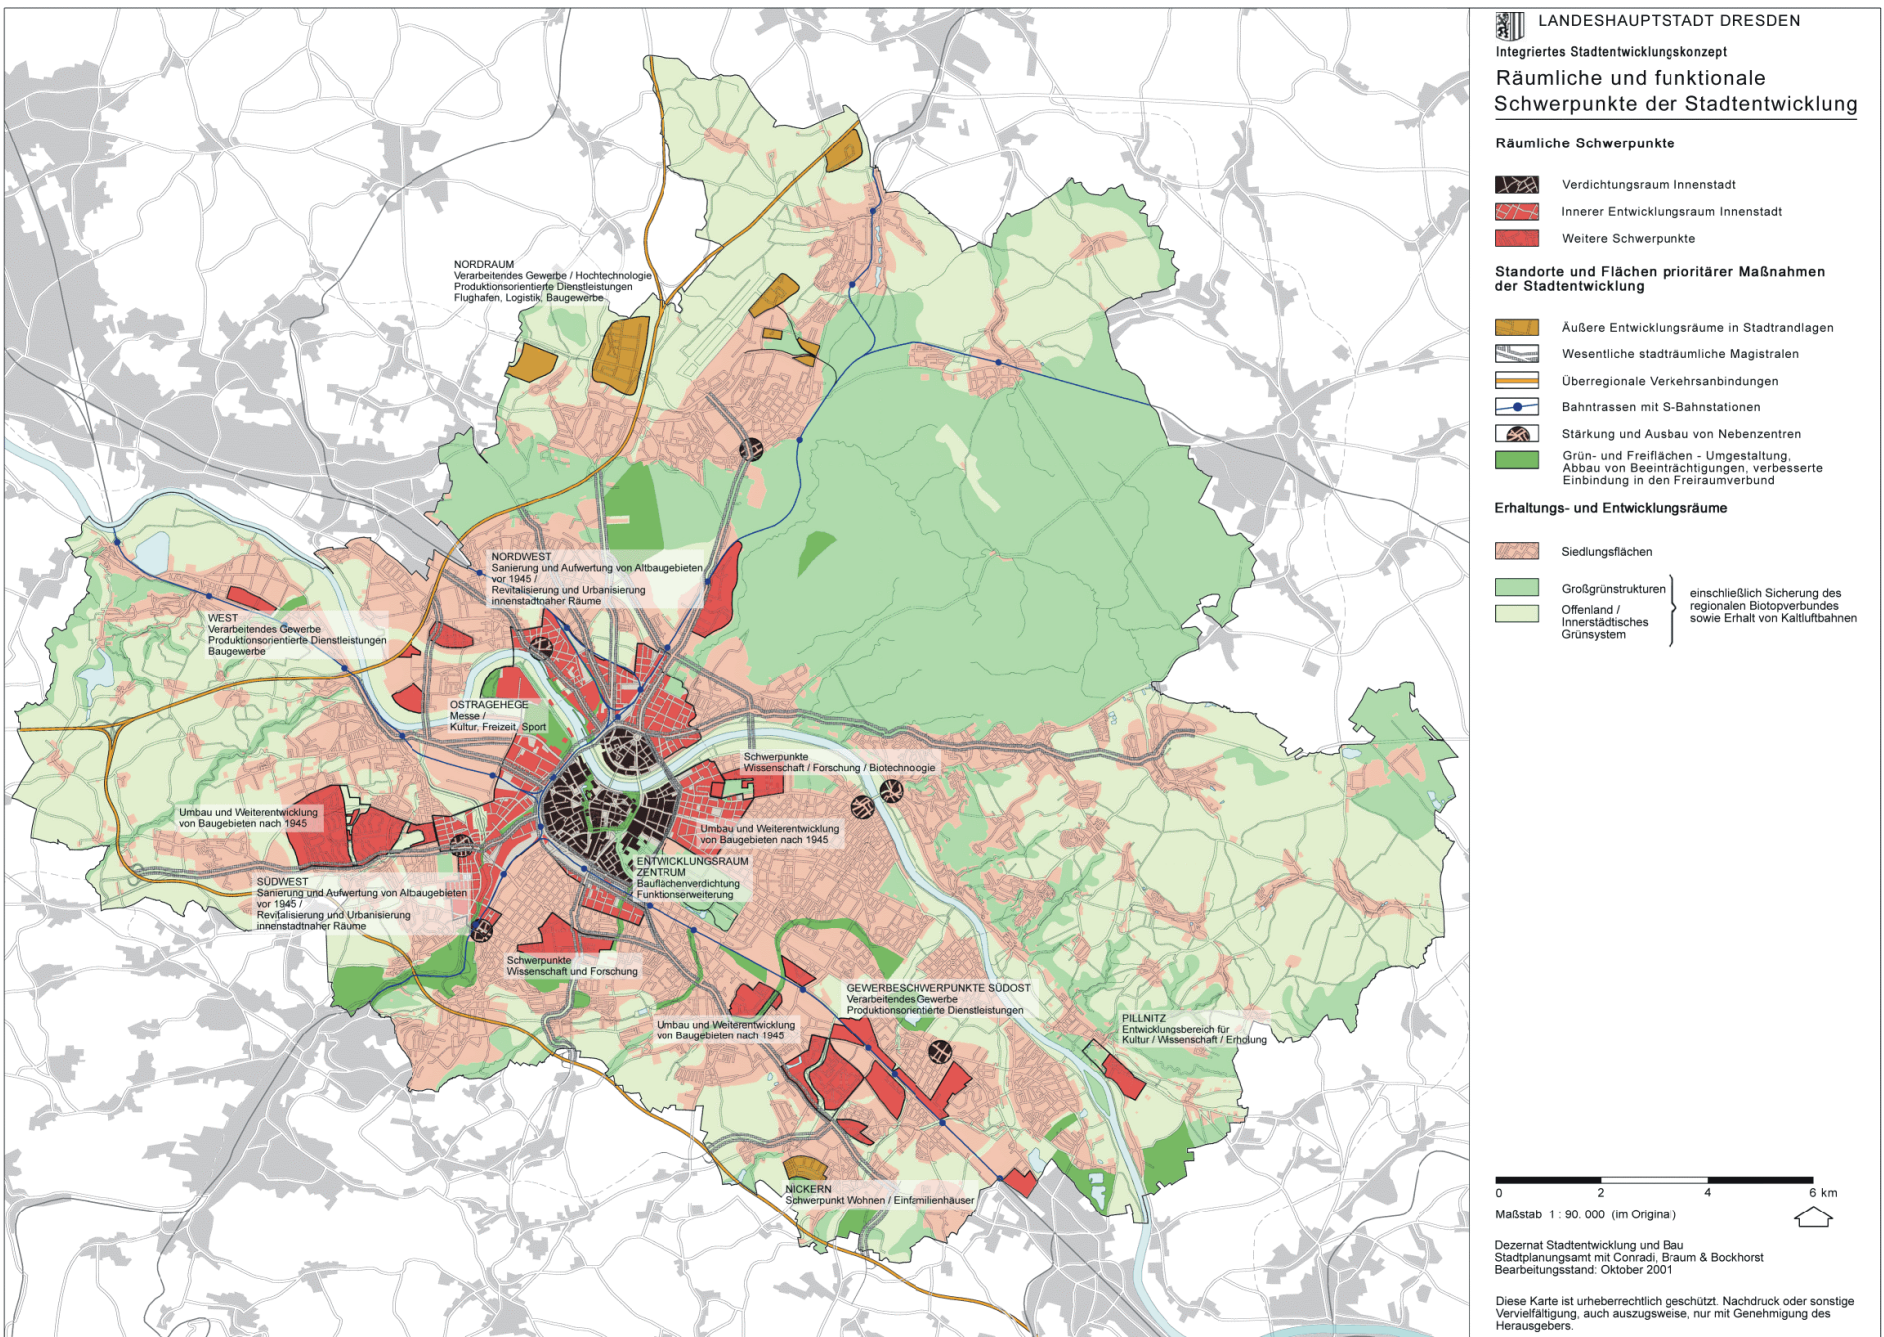 LANDESHAUPTSTADT DRESDEN
Integriertes Stadtentwicklungskonzept
Räumliche und funktionale
Schwerpunkte der Stadtentwicklung
Räumliche Schwerpunkte
Verdichtungsraum Innenstadt
Innerer Entwicklungsraum Innenstadt
Weitere Schwerpunkte
Standorte und Flächen prioritärer Maßnahmen
der Stadtentwicklung
Äußere Entwicklungsräume in Stadtrandlagen
Wesentliche stadträumliche Magistralen
Überregionale Verkehrsanbindungen
Bahntrassen mit S-Bahnstationen
Stärkung und Ausbau von Nebenzentren
Grün- und Freiflächen - Umgestaltung,
Abbau von Beeinträchtigungen, verbesserte
Einbindung in den Freiraumverbund
Erhaltungs- und Entwicklungsräume
Siedlungsflächen
Großgrünstrukturen
Offenland /
Innerstädtisches
Grünsystem
einschließlich Sicherung des
regionalen Biotopverbundes
sowie Erhalt von Kaltluftbahnen
0 2 4 6 km
Maßstab 1 : 90. 000 (im Original)
Dezernat Stadtentwicklung und Bau
Stadtplanungsamt mit Conradi, Braum & Bockhorst
Bearbeitungsstand: Oktober 2001
Diese Karte ist urheberrechtlich geschützt. Nachdruck oder sonstige
Vervielfältigung, auch auszugsweise, nur mit Genehmigung des
Herausgebers.
NORDRAUM
Verarbeitendes Gewerbe / Hochtechnologie
Produktionsorientierte Dienstleistungen
Flughafen, Logistik, Baugewerbe
NORDWEST
Sanierung und Aufwertung von Altbaugebieten
vor 1945 /
Revitalisierung und Urbanisierung
innenstadtnaher Räume
WEST
Verarbeitendes Gewerbe
Produktionsorientierte Dienstleistungen
Baugewerbe
OSTRAGEHEGE
Messe /
Kultur, Freizeit, Sport
Schwerpunkte
Wissenschaft / Forschung / Biotechnoogie
Umbau und Weiterentwicklung
von Baugebieten nach 1945
Umbau und Weiterentwicklung
von Baugebieten nach 1945
ENTWICKLUNGSRAUM
ZENTRUM
Bauflächenverdichtung
Funktionserweiterung
SÜDWEST
Sanierung und Aufwertung von Altbaugebieten
vor 1945 /
Revitalisierung und Urbanisierung
innenstadtnaher Räume
Schwerpunkte
Wissenschaft und Forschung
GEWERBESCHWERPUNKTE SÜDOST
Verarbeitendes Gewerbe
Produktionsorientierte Dienstleistungen
Umbau und Weiterentwicklung
von Baugebieten nach 1945
PILLNITZ
Entwicklungsbereich für
Kultur / Wissenschaft / Erholung
NICKERN
Schwerpunkt Wohnen / Einfamilienhäuser